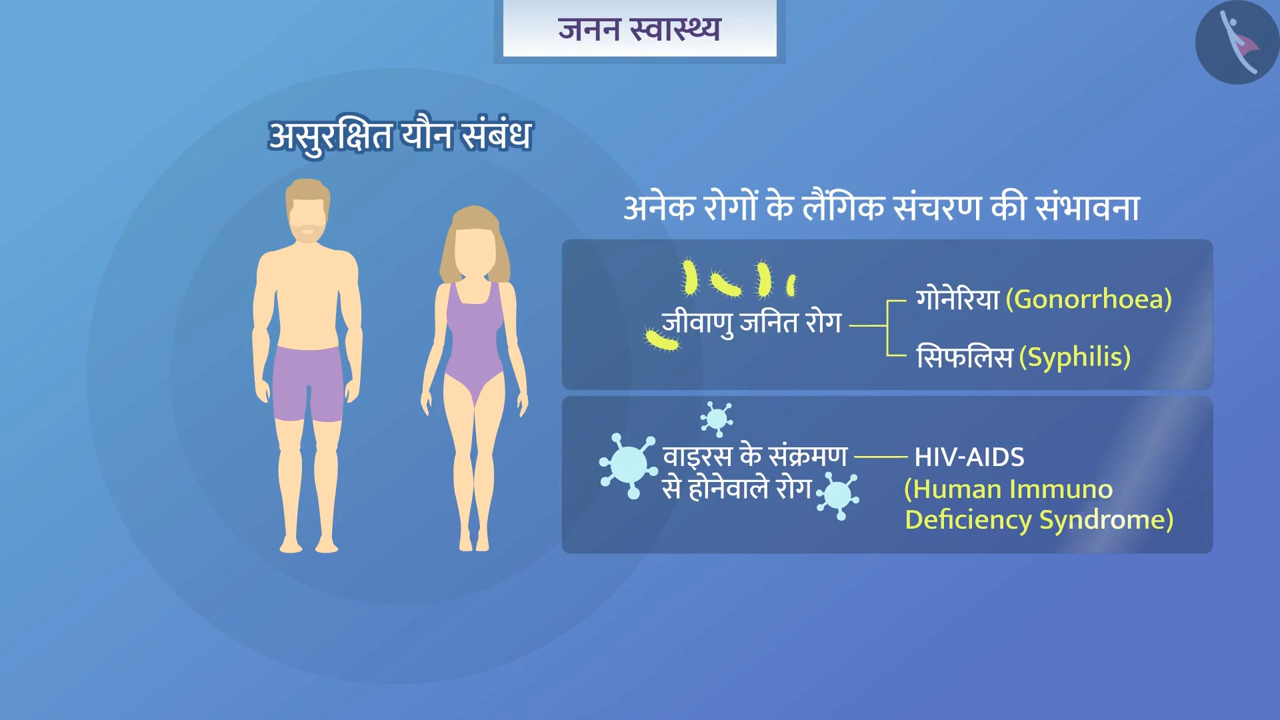 जनन स्वास्थ्य
असुरक्षित यौन संबंध
अनेक रोगों के लैंगिक संचरण की संभावना
जीवाणु जनित रोग
गोनेरिया (Gonorrhoea)
सिफलिस (Syphilis)
वाइरस के संक्रमण
से होनेवाले रोग
HIV-AIDS
(Human Immuno
Deficiency Syndrome)